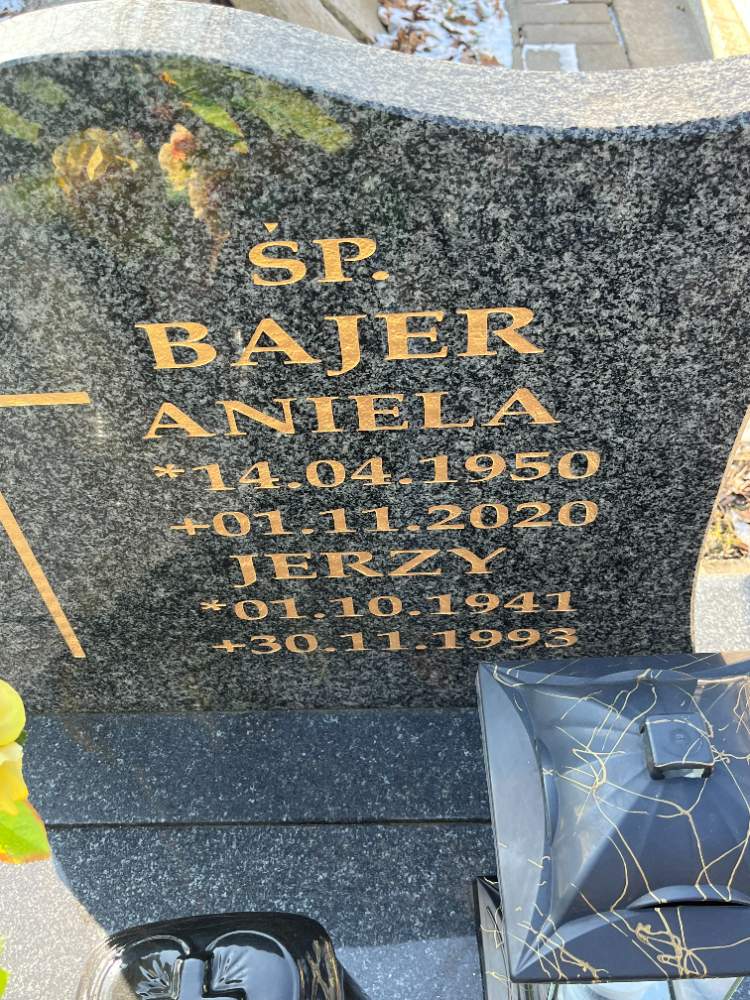 ŚP.
BAJER
ANIELA
*14.04.1950
+01.11.2020
JERZY
*01.10.1941
+30.11.1993